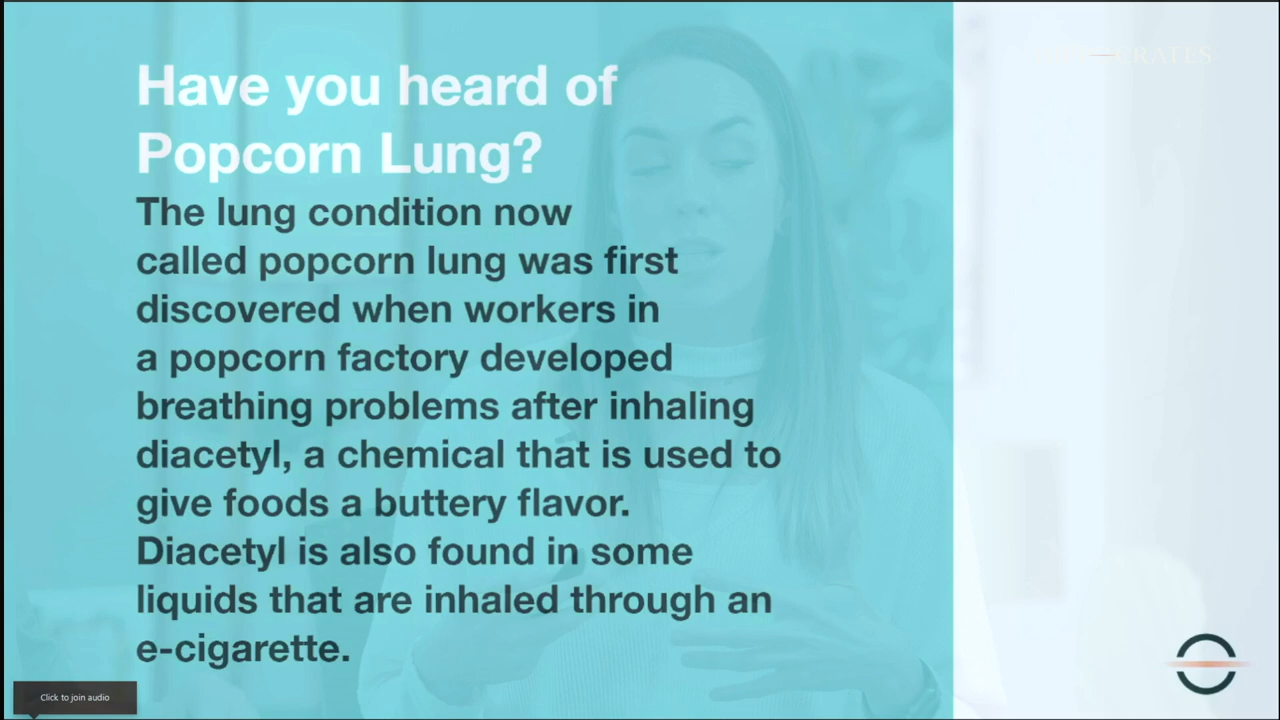 Have you heard of
Popcorn Lung?
The lung condition now
called popcorn lung was first
discovered when workers in
a popcorn factory developed
breathing problems after inhaling
diacetyl, a chemical that is used to
give foods a buttery flavor.
Diacetyl is also found in some
liquids that are inhaled through an
e-cigarette.
Click to join audio